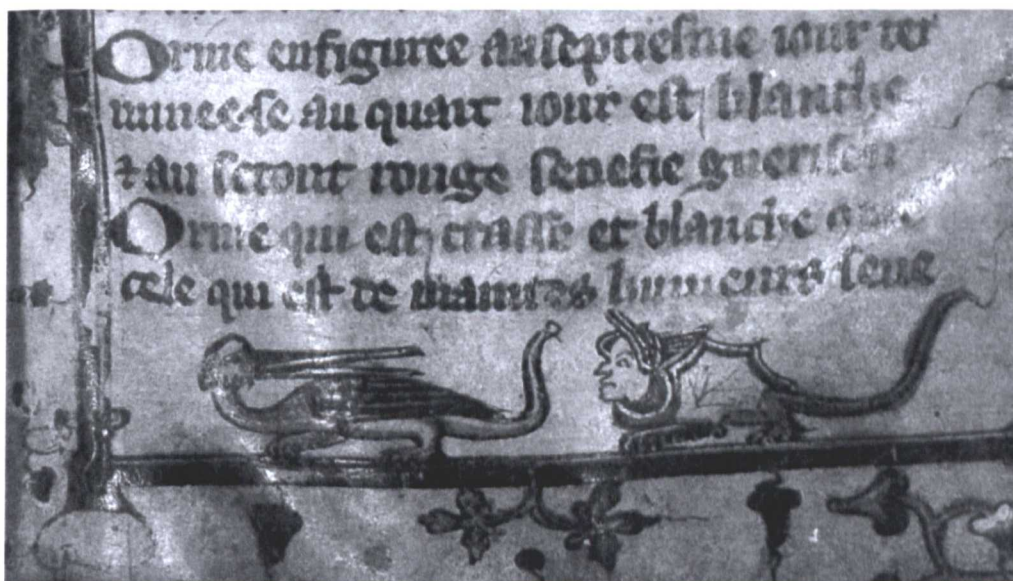 Orine enfiguree au septiesme iour ter
minee se au quart iour est blanche
⁊ au secont rouge senefie guerison
Orine qui est crasse et blanche
cele qui est de humeurs sene